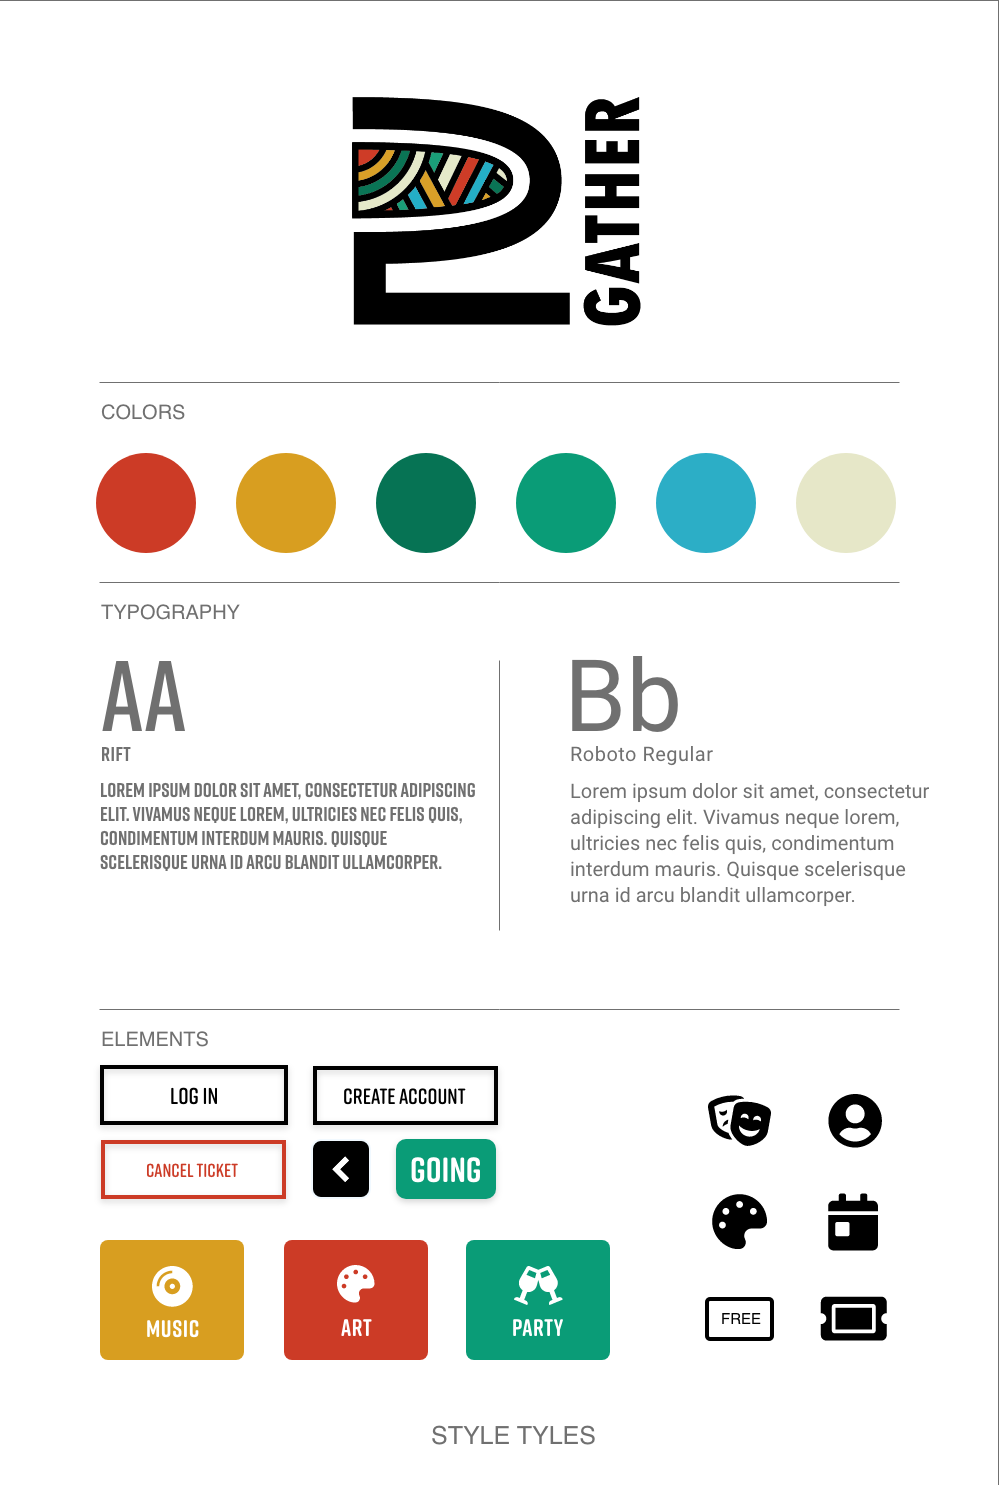 2
GATHER
COLORS
TYPOGRAPHY
AA
RIFT
LOREM IPSUM DOLOR SIT AMET, CONSECTETUR ADIPISCING
ELIT. VIVAMUS NEQUE LOREM, ULTRICIES NEC FELIS QUIS,
CONDIMENTUM INTERDUM MAURIS. QUISQUE
SCELERISQUE URNA ID ARCU BLANDIT ULLAMCORPER.
Bb
Roboto Regular
Lorem ipsum dolor sit amet, consectetur
adipiscing elit. Vivamus neque lorem,
ultricies nec felis quis, condimentum
interdum mauris. Quisque scelerisque
urna id arcu blandit ullamcorper.
ELEMENTS
LOG IN
CREATE ACCOUNT
CANCEL TICKET
GOING
MUSIC
ART
PARTY
FREE
STYLE TYLES